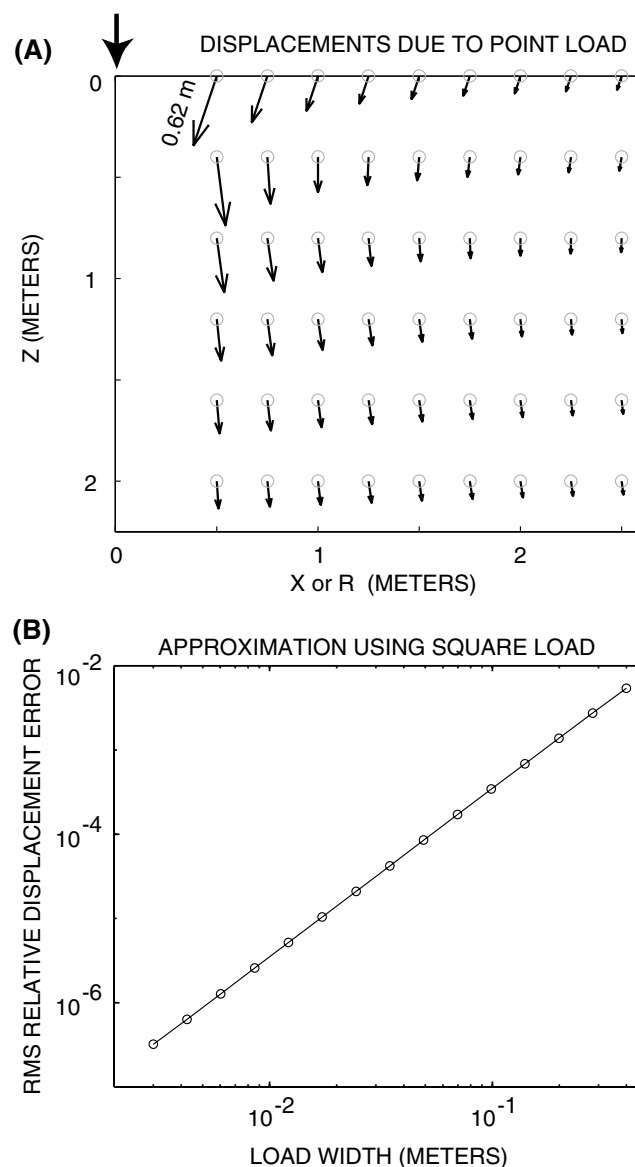 (A)
DISPLACEMENTS DUE TO POINT LOAD
0
0.62 m
1
2
Z (METERS)
0 1 2
X or R (METERS)
(B)
APPROXIMATION USING SQUARE LOAD
10-2
10-4
10-6
RMS RELATIVE DISPLACEMENT ERROR
10-2 10-1
LOAD WIDTH (METERS)